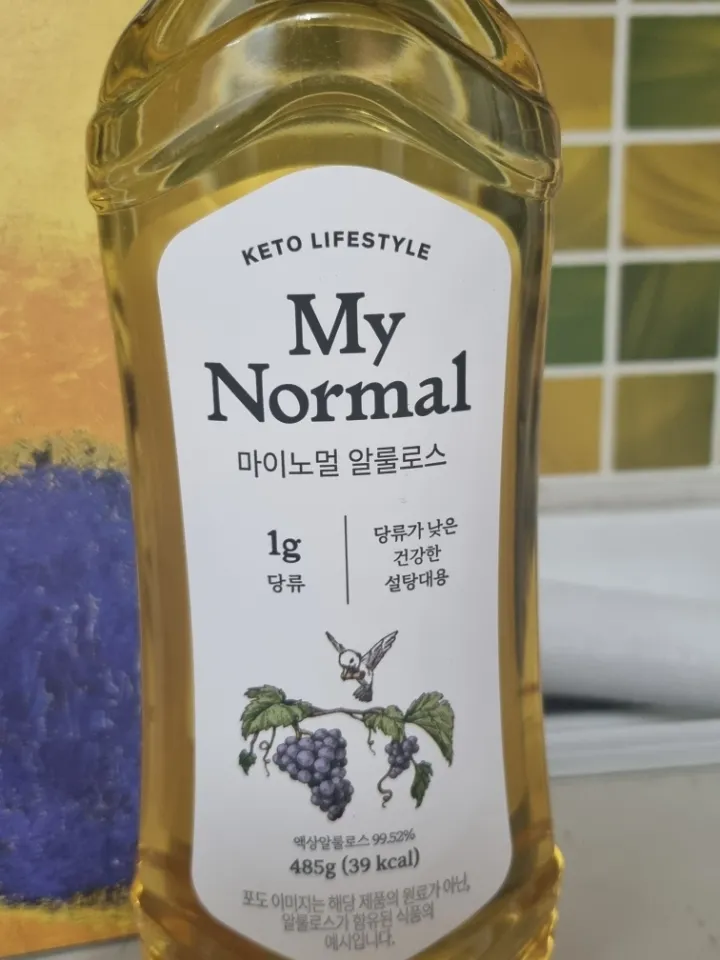 KETO LIFESTYLE
My
Normal
마이노멀 알룰로스
1g
당류
당류가 낮은
건강한
설탕대용
액상알룰로스 99.52%
485g (39 kcal)
포도 이미지는 해당 제품의 원료가 아닌,
알룰로스가 함유된 식품의
예시입니다.